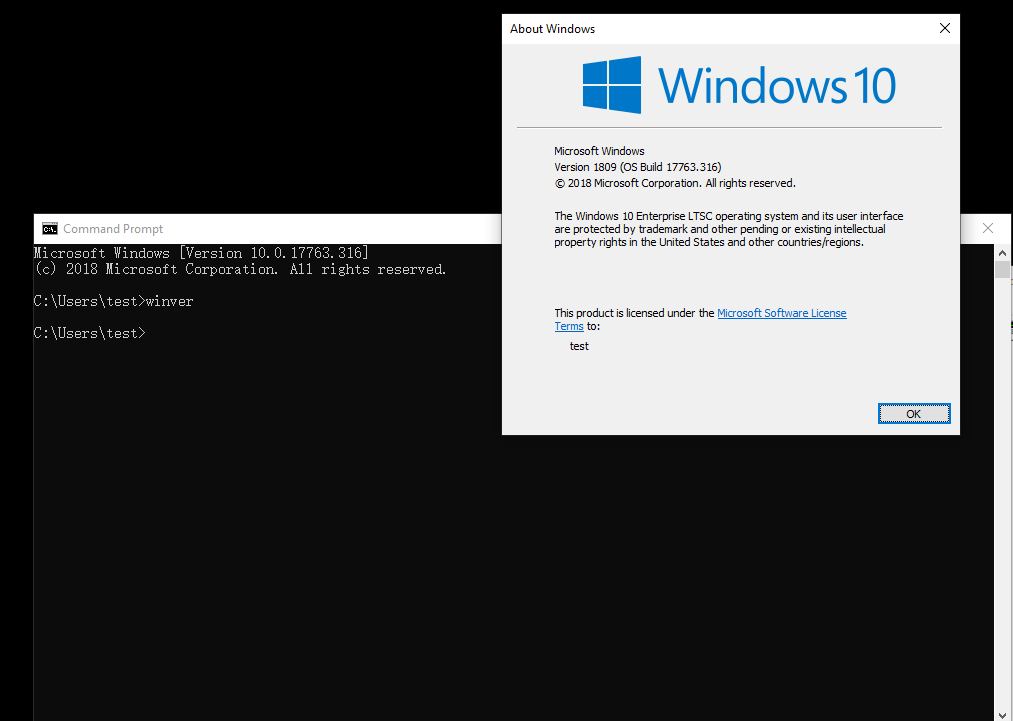 About Windows
Windows 10
Microsoft Windows
Version 1809 (OS Build 17763.316)
© 2018 Microsoft Corporation. All rights reserved.
The Windows 10 Enterprise LTSC operating system and its user interface
are protected by trademark and other pending or existing intellectual
property rights in the United States and other countries/regions.
This product is licensed under the Microsoft Software License
Terms to:
test
OK
C:\.
Command Prompt
Microsoft Windows [Version 10.0.17763.316]
(c) 2018 Microsoft Corporation. All rights reserved.
C:\Users\test>winver
C:\Users\test>